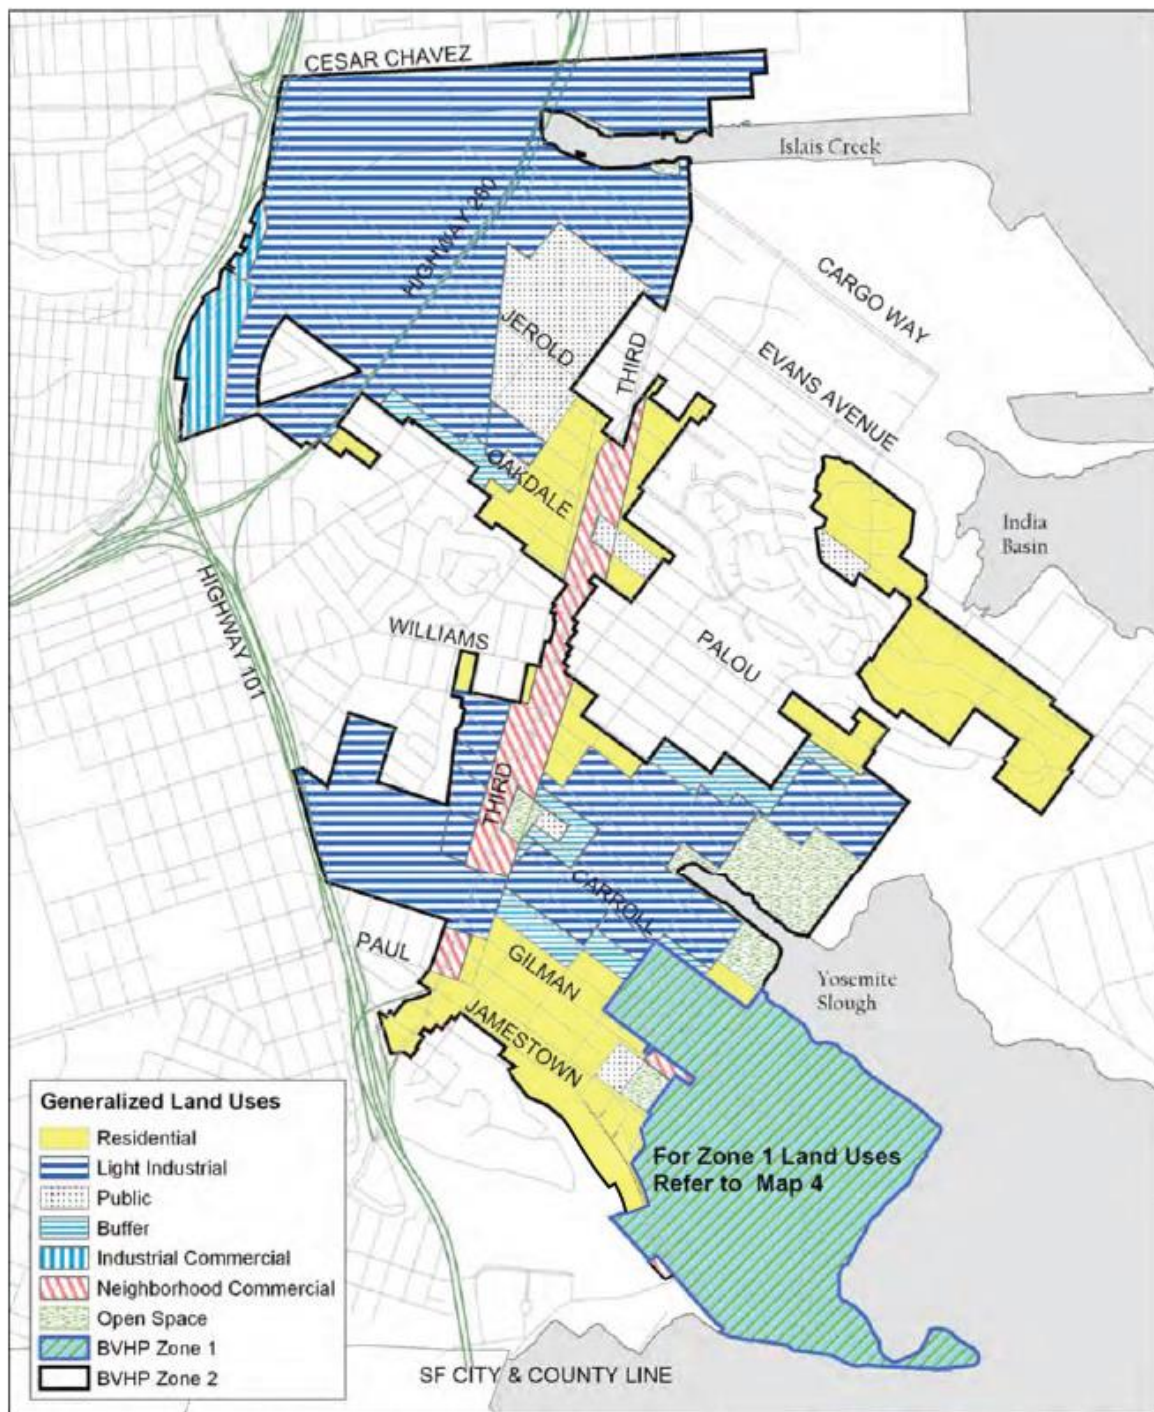 CESAR CHAVEZ
Islais Creek
HIGHWAY 280
CARGO WAY
JEROLD
THIRD
EVANS AVENUE
OAKDALE
India
Basin
HIGHWAY 101
WILLIAMS
PALOU
THIRD
CARROLL
PAUL
GILMAN
Yosemite
Slough
JAMESTOWN
For Zone 1 Land Uses
Refer to Map 4
Generalized Land Uses
Residential
Light Industrial
Public
Buffer
Industrial Commercial
Neighborhood Commercial
Open Space
BVHP Zone 1
BVHP Zone 2
SF CITY & COUNTY LINE